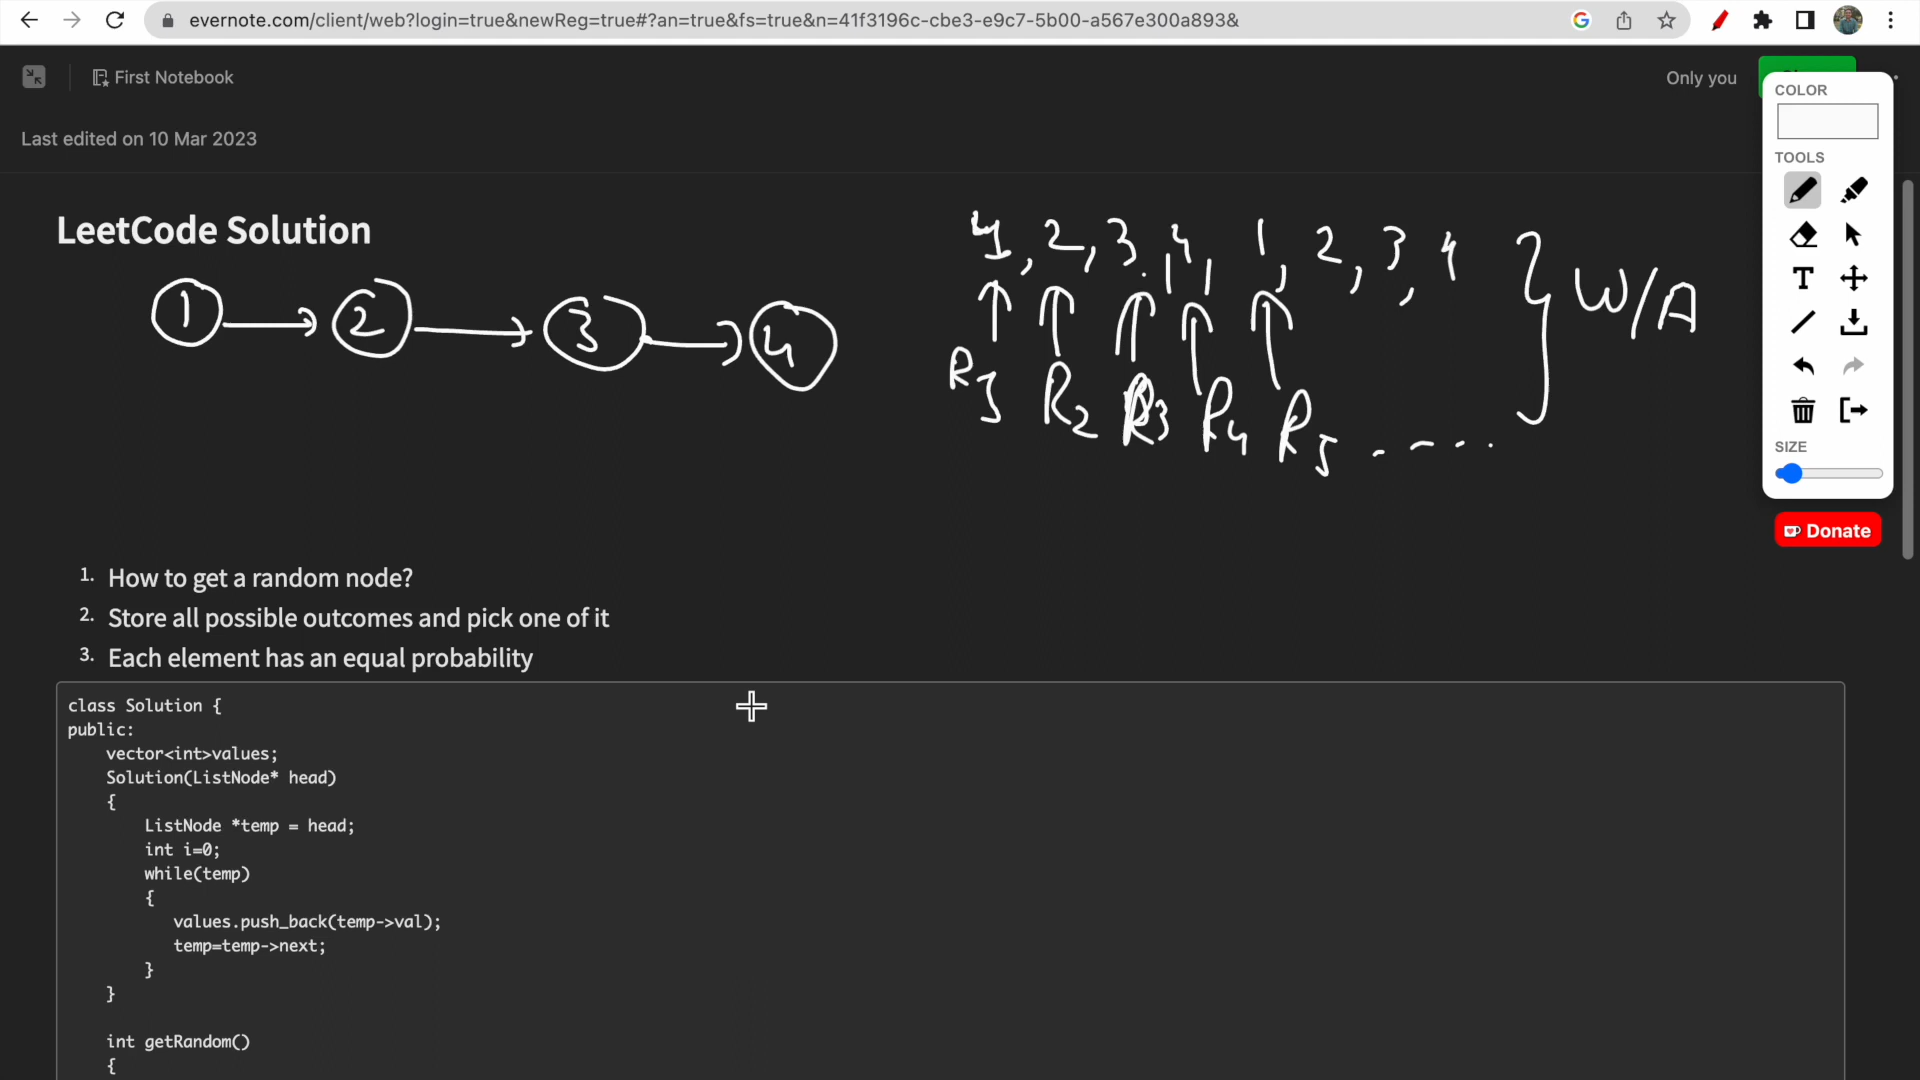 evernote.com/client/web?login=true&newReg=true#?an=true&fs=true&n=41f3196c-cbe3-e9c7-5b00-a567e300a893&
First Notebook
Only you
Last edited on 10 Mar 2023
COLOR
TOOLS
T
SIZE
Donate
LeetCode Solution
1 2 3 4
1, 2, 3, 4, 1, 2, 3, 4 } W/A
R R2 R3 R4 R5 ....
1. How to get a random node?
2. Store all possible outcomes and pick one of it
3. Each element has an equal probability
class Solution {
public:
    vector<int>values;
    Solution(ListNode* head)
    {
        ListNode *temp = head;
        int i=0;
        while(temp)
        {
           values.push_back(temp->val);
           temp=temp->next;
        }
    }
    int getRandom()
    {